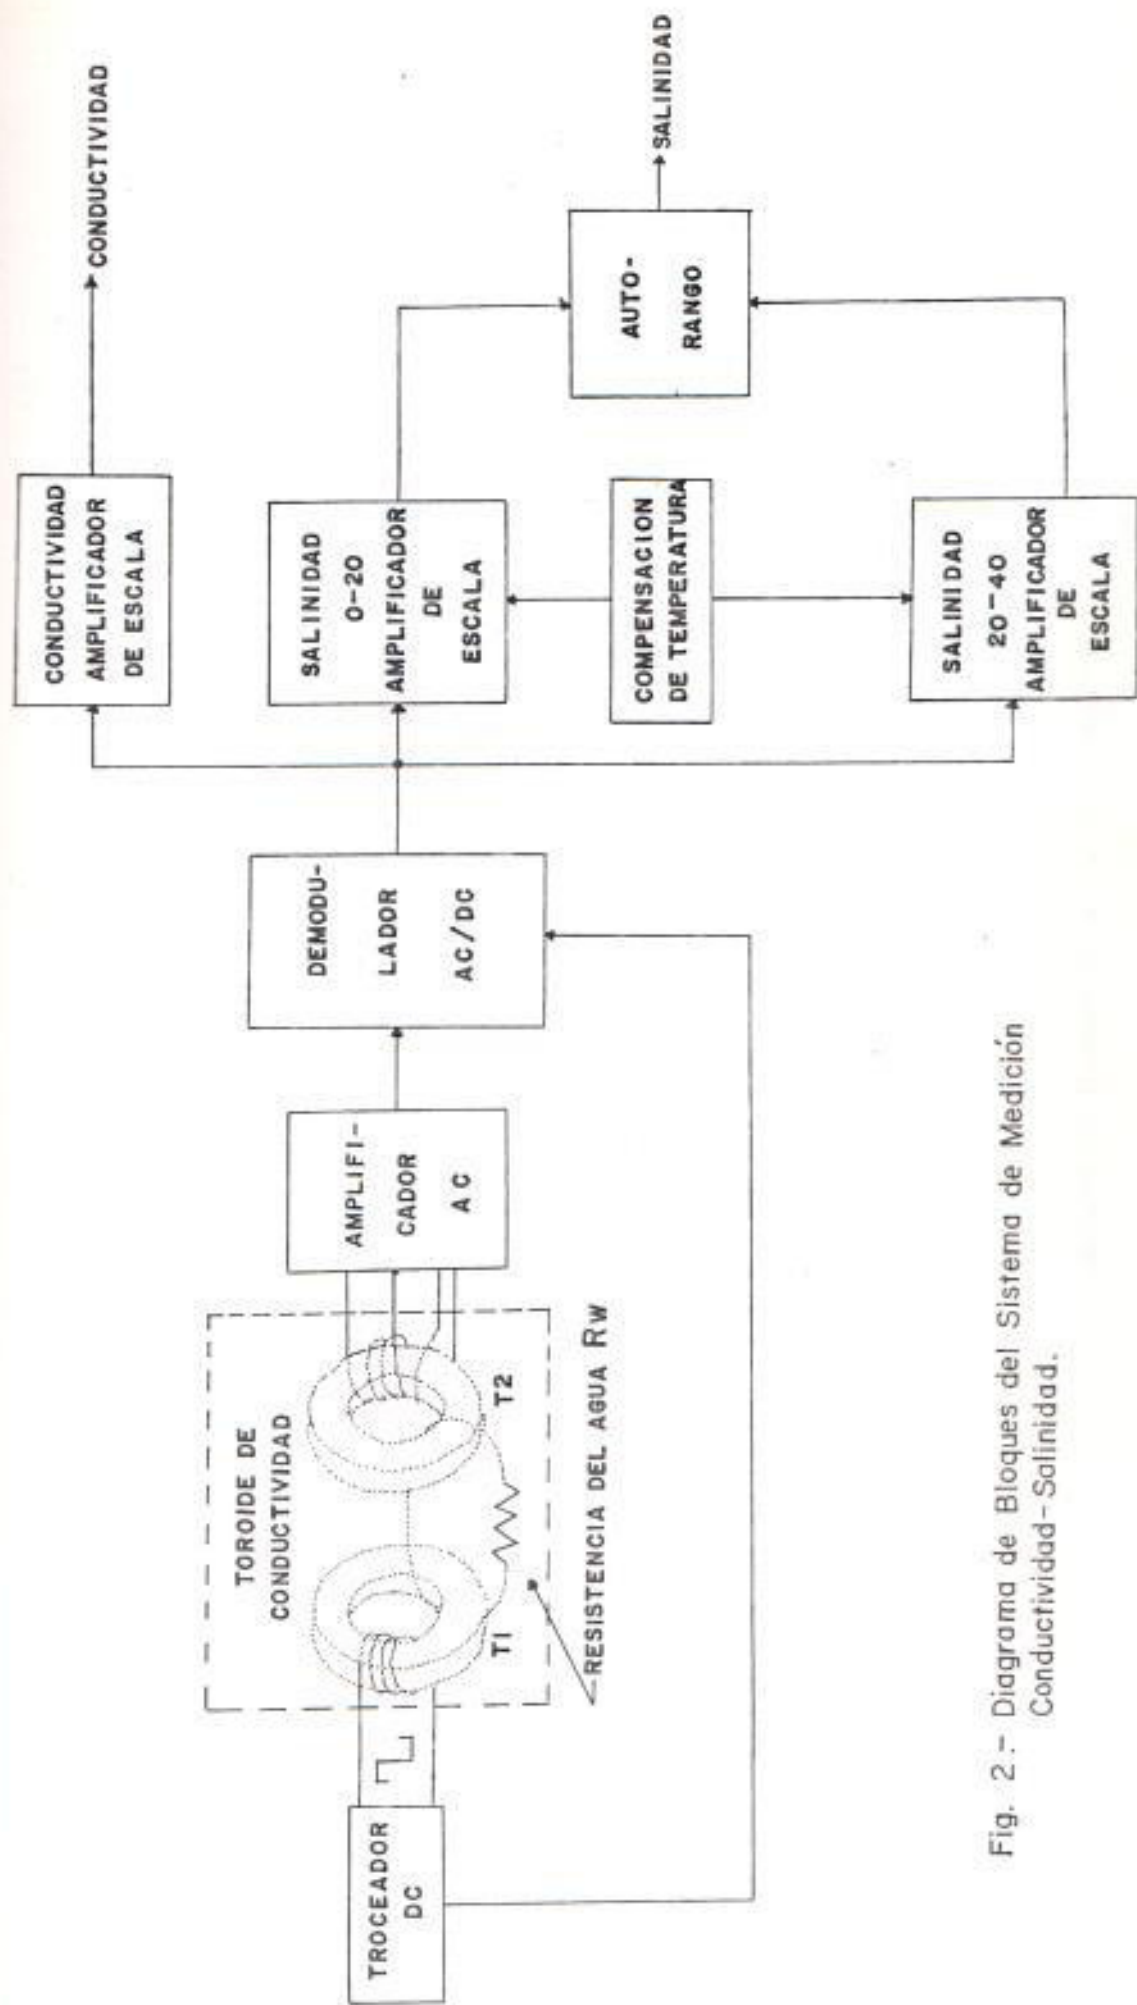 TROCEADOR
DC
TOROIDE DE
CONDUCTIVIDAD
T1
T2
RESISTENCIA DEL AGUA RW
AMPLIFI-
CADOR
AC
DEMODU-
LADOR
AC/DC
CONDUCTIVIDAD
AMPLIFICADOR
DE ESCALA
CONDUCTIVIDAD
SALINIDAD
0-20
AMPLIFICADOR
DE
ESCALA
COMPENSACION
DE TEMPERATURA
SALINIDAD
20-40
AMPLIFICADOR
DE
ESCALA
AUTO-
RANGO
SALINIDAD
Fig. 2.- Diagrama de Bloques del Sistema de Medición
Conductividad-Salinidad.